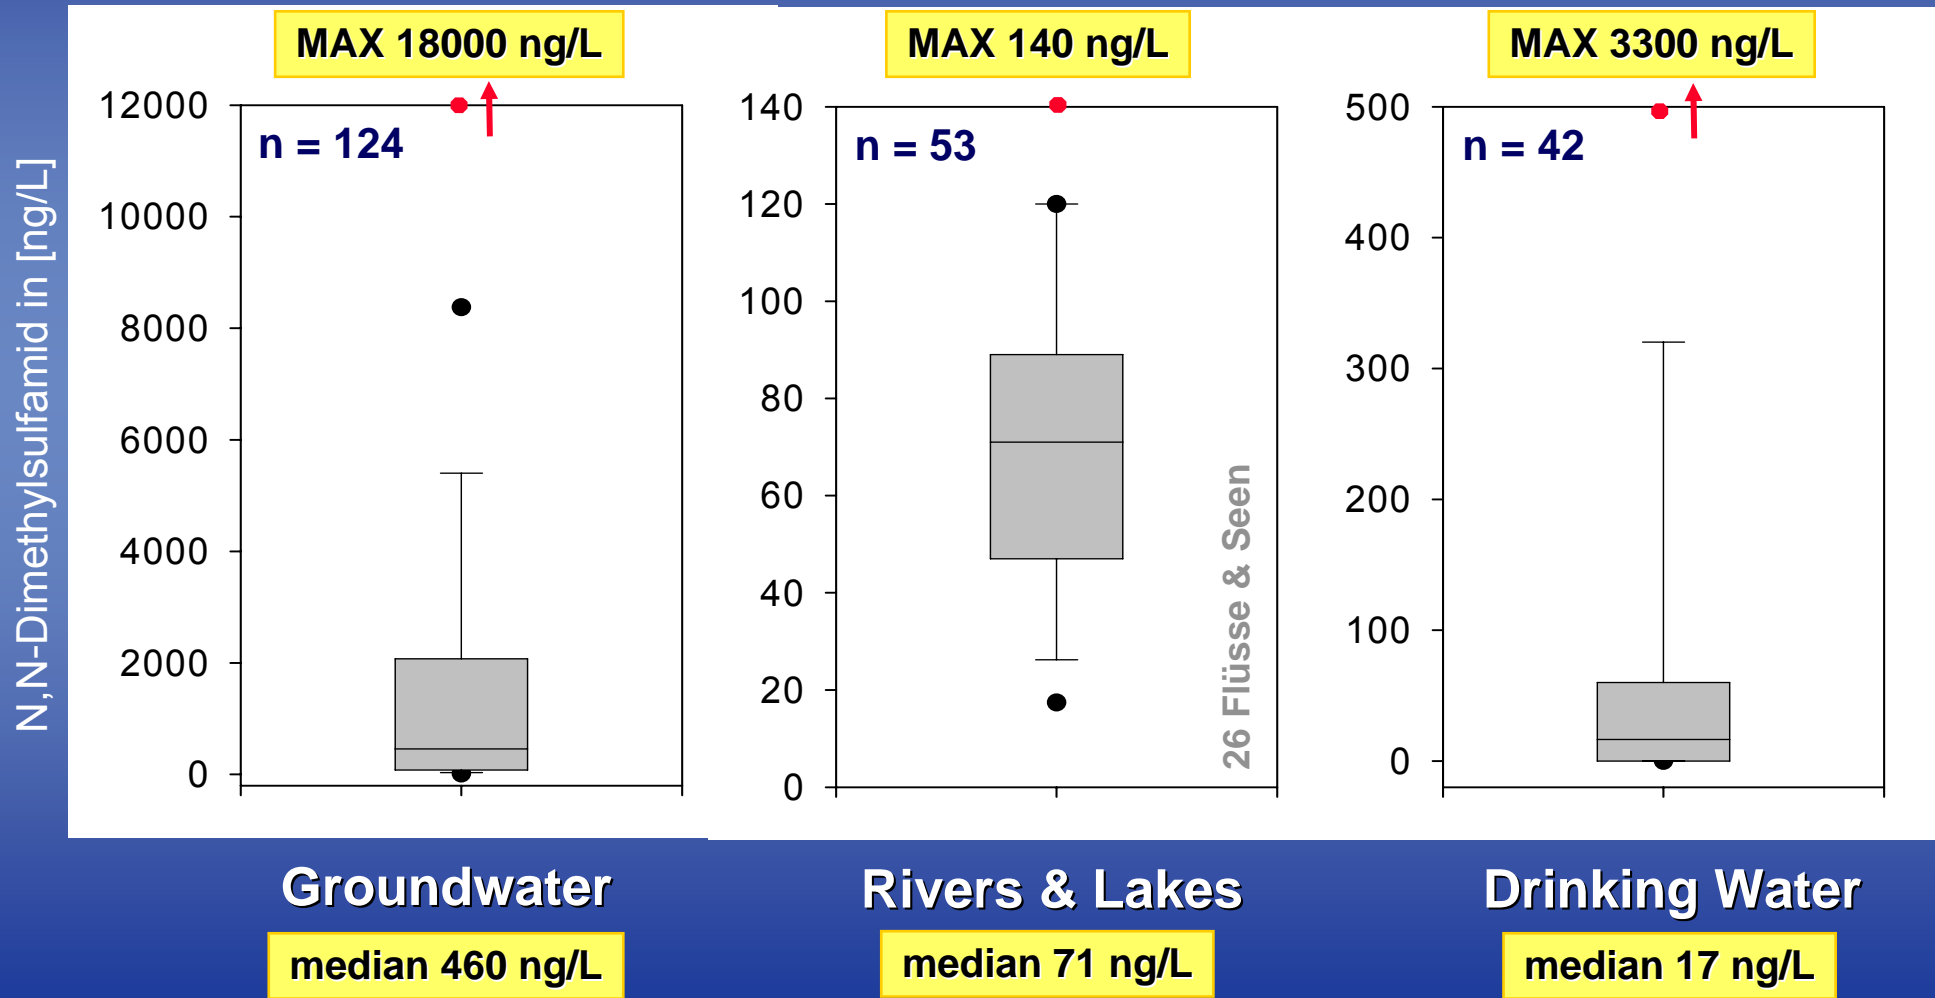 MAX 18000 ng/L
MAX 140 ng/L
MAX 3300 ng/L
N,N-Dimethylsulfamid in [ng/L]
12000
10000
8000
6000
4000
2000
0
n = 124
140
120
100
80
60
40
20
0
n = 53
26 Flüsse & Seen
500
400
300
200
100
0
n = 42
Groundwater
Rivers & Lakes
Drinking Water
median 460 ng/L
median 71 ng/L
median 17 ng/L